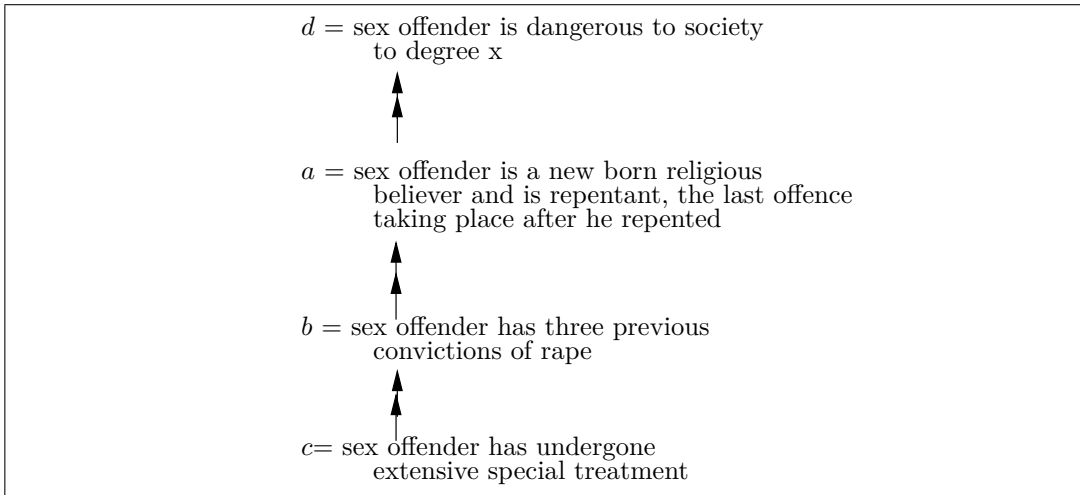 d = sex offender is dangerous to society
to degree x
a = sex offender is a new born religious
believer and is repentant, the last offence
taking place after he repented
b = sex offender has three previous
convictions of rape
c= sex offender has undergone
extensive special treatment